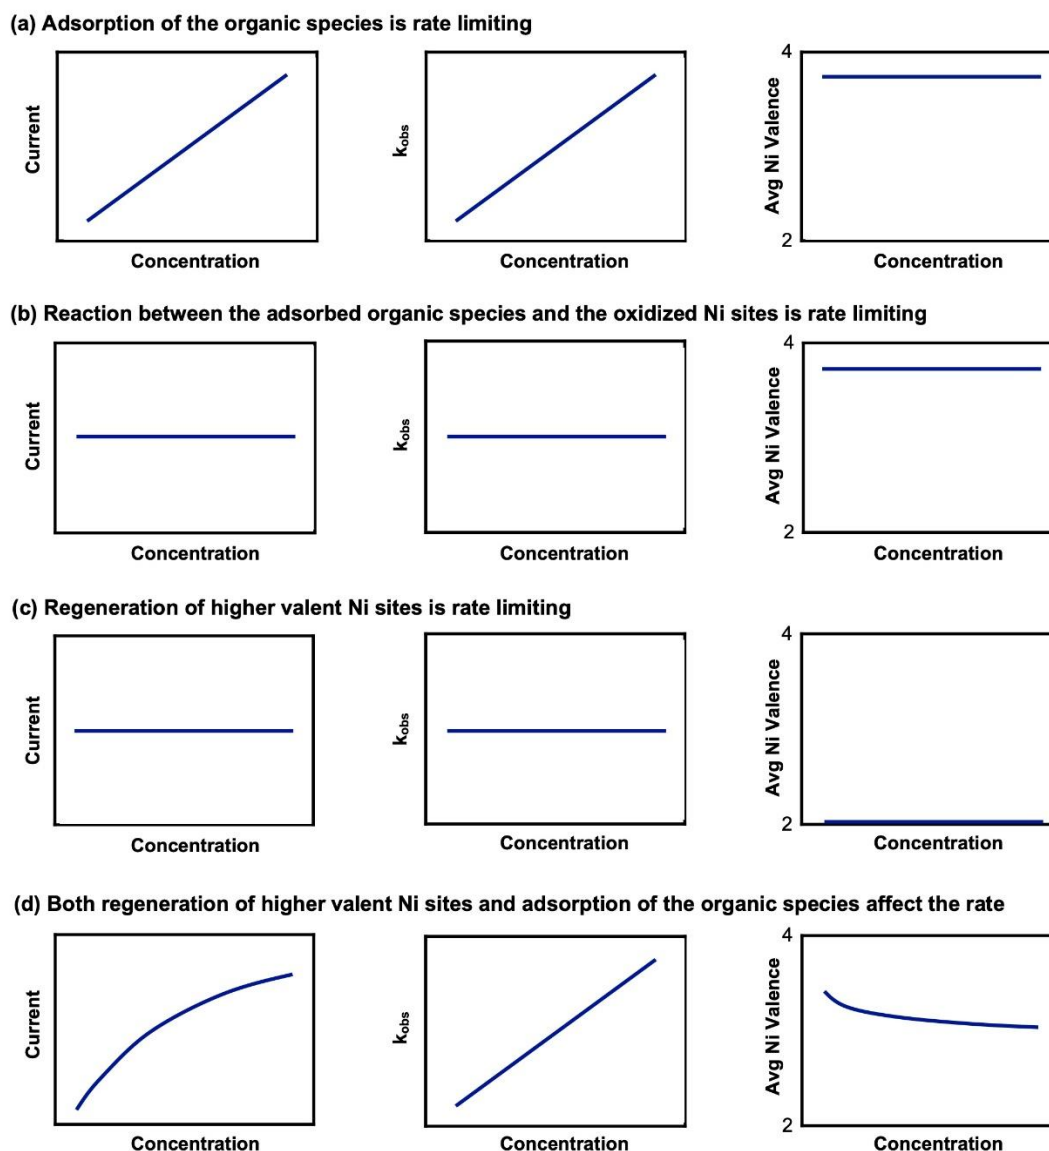 (a) Adsorption of the organic species is rate limiting
Current
Concentration
kobs
Concentration
Avg Ni Valence
4
2
Concentration
(b) Reaction between the adsorbed organic species and the oxidized Ni sites is rate limiting
Current
Concentration
kobs
Concentration
Avg Ni Valence
4
2
Concentration
(c) Regeneration of higher valent Ni sites is rate limiting
Current
Concentration
kobs
Concentration
Avg Ni Valence
4
2
Concentration
(d) Both regeneration of higher valent Ni sites and adsorption of the organic species affect the rate
Current
Concentration
kobs
Concentration
Avg Ni Valence
4
2
Concentration